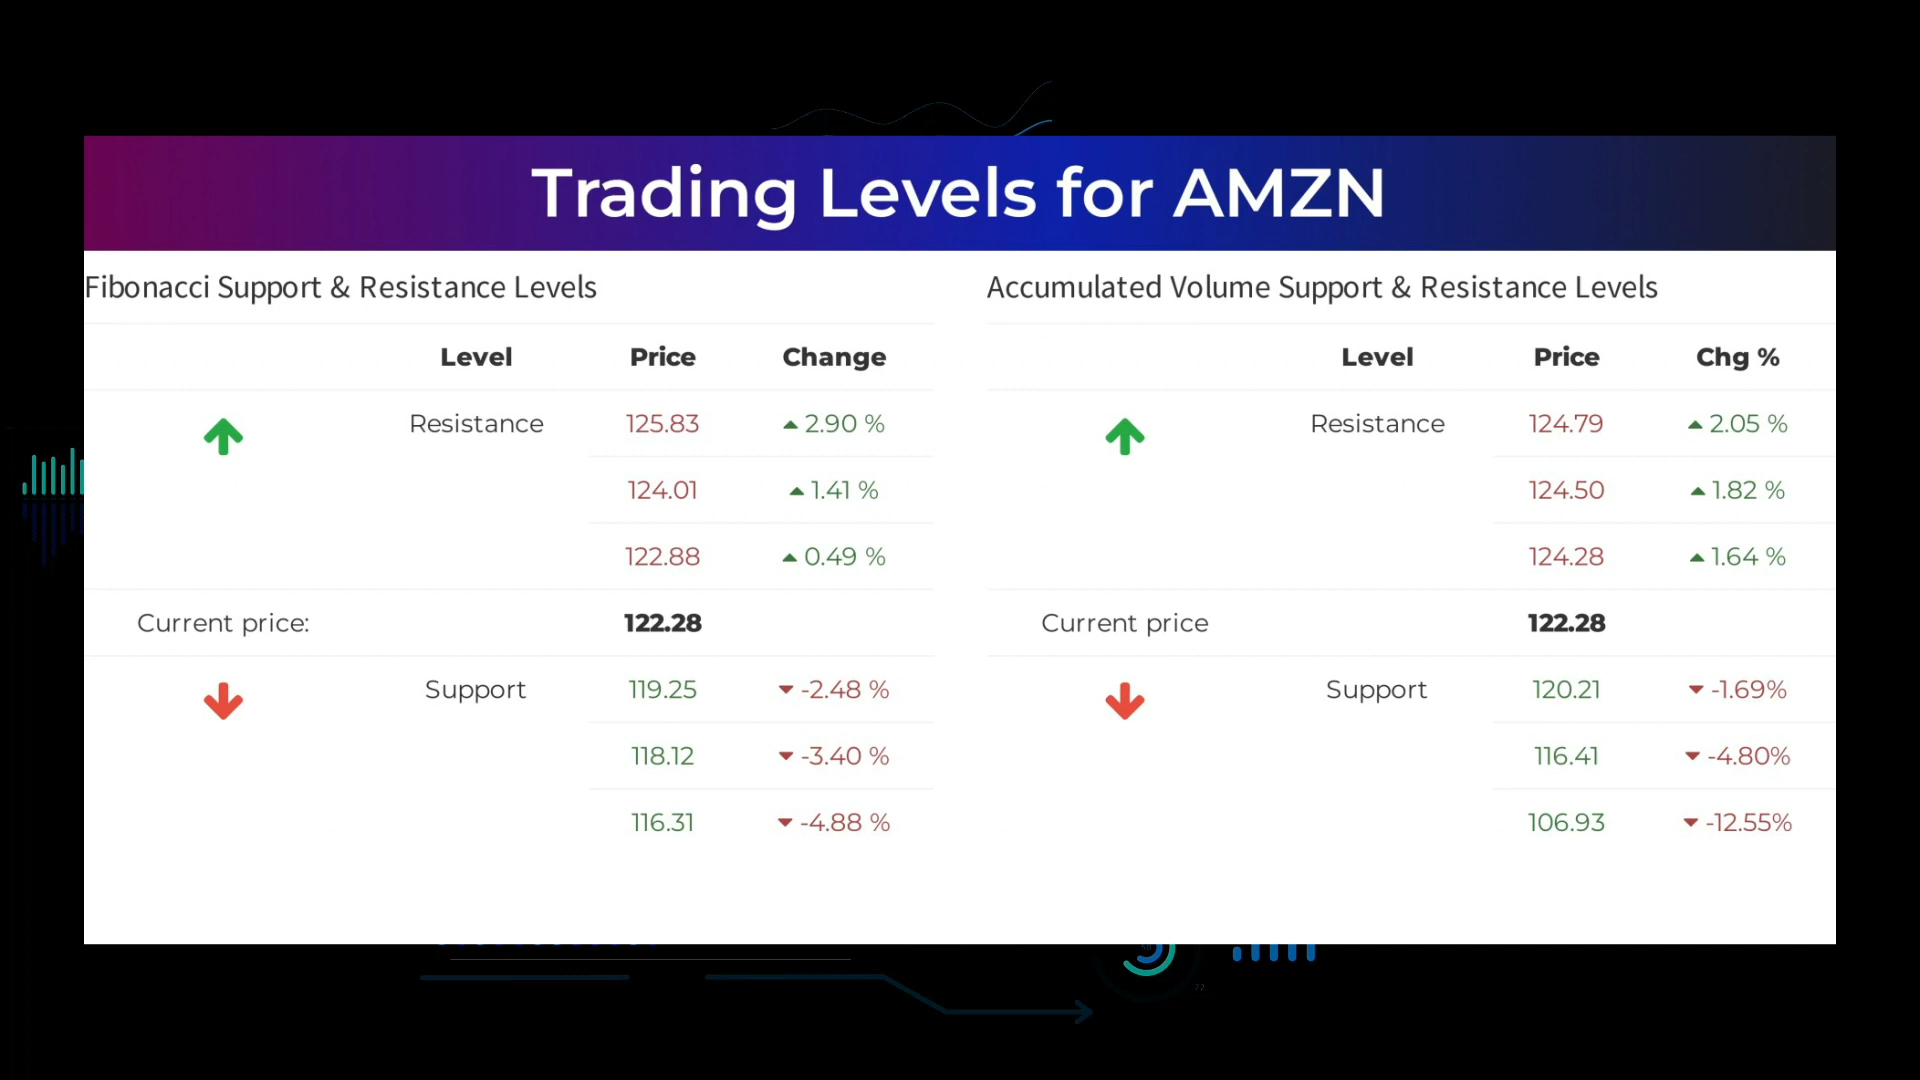 Trading Levels for AMZN
Fibonacci Support & Resistance Levels
Level Price Change
Resistance 125.83 2.90 %
124.01 1.41 %
122.88 0.49 %
Current price: 122.28
Support 119.25 -2.48 %
118.12 -3.40 %
116.31 -4.88 %
Accumulated Volume Support & Resistance Levels
Level Price Chg %
Resistance 124.79 2.05 %
124.50 1.82 %
124.28 1.64 %
Current price 122.28
Support 120.21 -1.69%
116.41 -4.80%
106.93 -12.55%